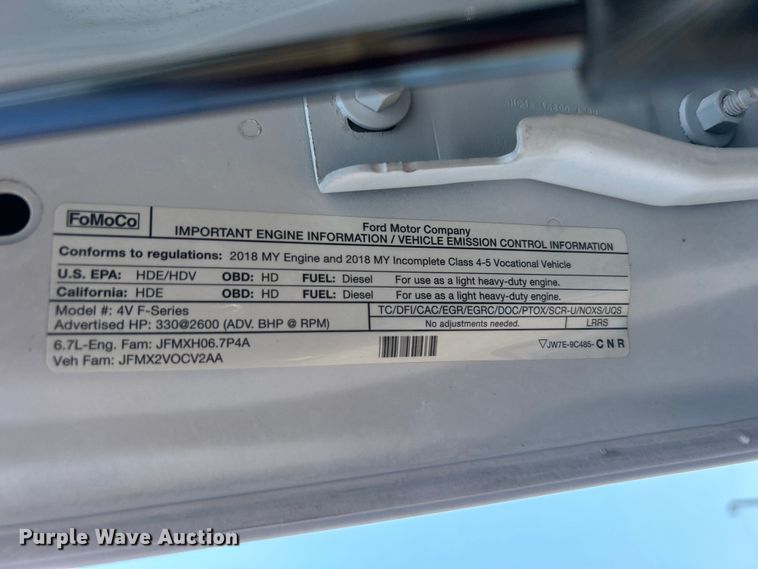 FoMoCo
Ford Motor Company
IMPORTANT ENGINE INFORMATION / VEHICLE EMISSION CONTROL INFORMATION
Conforms to regulations: 2018 MY Engine and 2018 MY Incomplete Class 4-5 Vocational Vehicle
U.S. EPA: HDE/HDV OBD: HD FUEL: Diesel For use as a light heavy-duty engine.
California: HDE OBD: HD FUEL: Diesel For use as a light heavy-duty engine.
Model #: 4V F-Series TC/DFI/CAC/EGR/EGRC/DOC/PTOX/SCR-U/NOXS/UQS
Advertised HP: 330@2600 (ADV. BHP @ RPM) No adjustments needed. LRRS
6.7L-Eng. Fam: JFMXH06.7P4A
Veh Fam: JFMX2VOCV2AA
▽JW7E-9C485- CNR
Purple Wave Auction